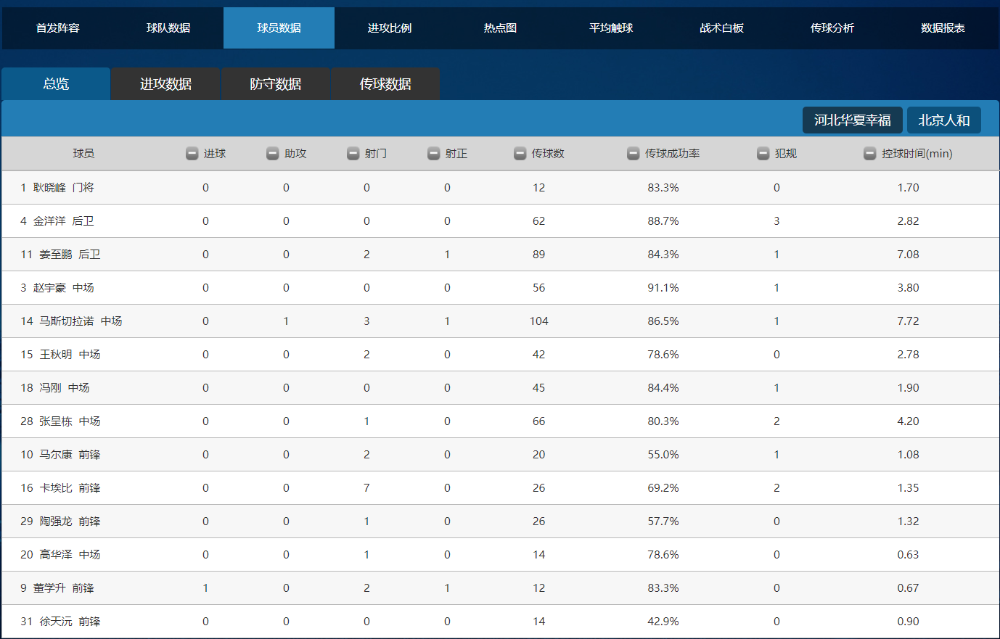 首发阵容 球队数据 球员数据 进攻比例 热点图 平均触球 战术白板 传球分析 数据报表
总览 进攻数据 防守数据 传球数据
河北华夏幸福 北京人和
球员 进球 助攻 射门 射正 传球数 传球成功率 犯规 控球时间(min)
1 耿晓峰 门将 0 0 0 0 12 83.3% 0 1.70
4 金洋洋 后卫 0 0 0 0 62 88.7% 3 2.82
11 姜至鹏 后卫 0 0 2 1 89 84.3% 1 7.08
3 赵宇豪 中场 0 0 0 0 56 91.1% 1 3.80
14 马斯切拉诺 中场 0 1 3 1 104 86.5% 1 7.72
15 王秋明 中场 0 0 2 0 42 78.6% 0 2.78
18 冯刚 中场 0 0 0 0 45 84.4% 1 1.90
28 张呈栋 中场 0 0 1 0 66 80.3% 2 4.20
10 马尔康 前锋 0 0 2 0 20 55.0% 1 1.08
16 卡埃比 前锋 0 0 7 0 26 69.2% 2 1.35
29 陶强龙 前锋 0 0 1 0 26 57.7% 0 1.32
20 高华泽 中场 0 0 1 0 14 78.6% 0 0.63
9 董学升 前锋 1 0 2 1 12 83.3% 0 0.67
31 徐天沅 前锋 0 0 0 0 14 42.9% 0 0.90